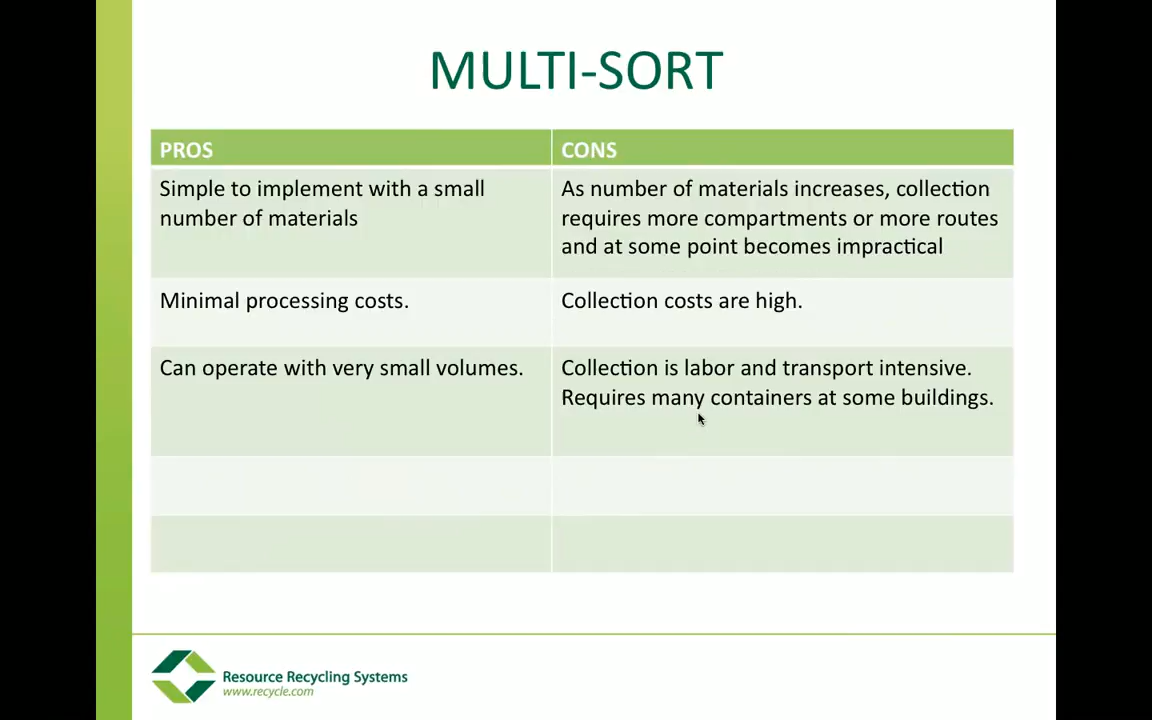 MULTI-SORT
PROS
CONS
Simple to implement with a small
number of materials
As number of materials increases, collection
requires more compartments or more routes
and at some point becomes impractical
Minimal processing costs.
Collection costs are high.
Can operate with very small volumes.
Collection is labor and transport intensive.
Requires many containers at some buildings.
Resource Recycling Systems
www.recycle.com